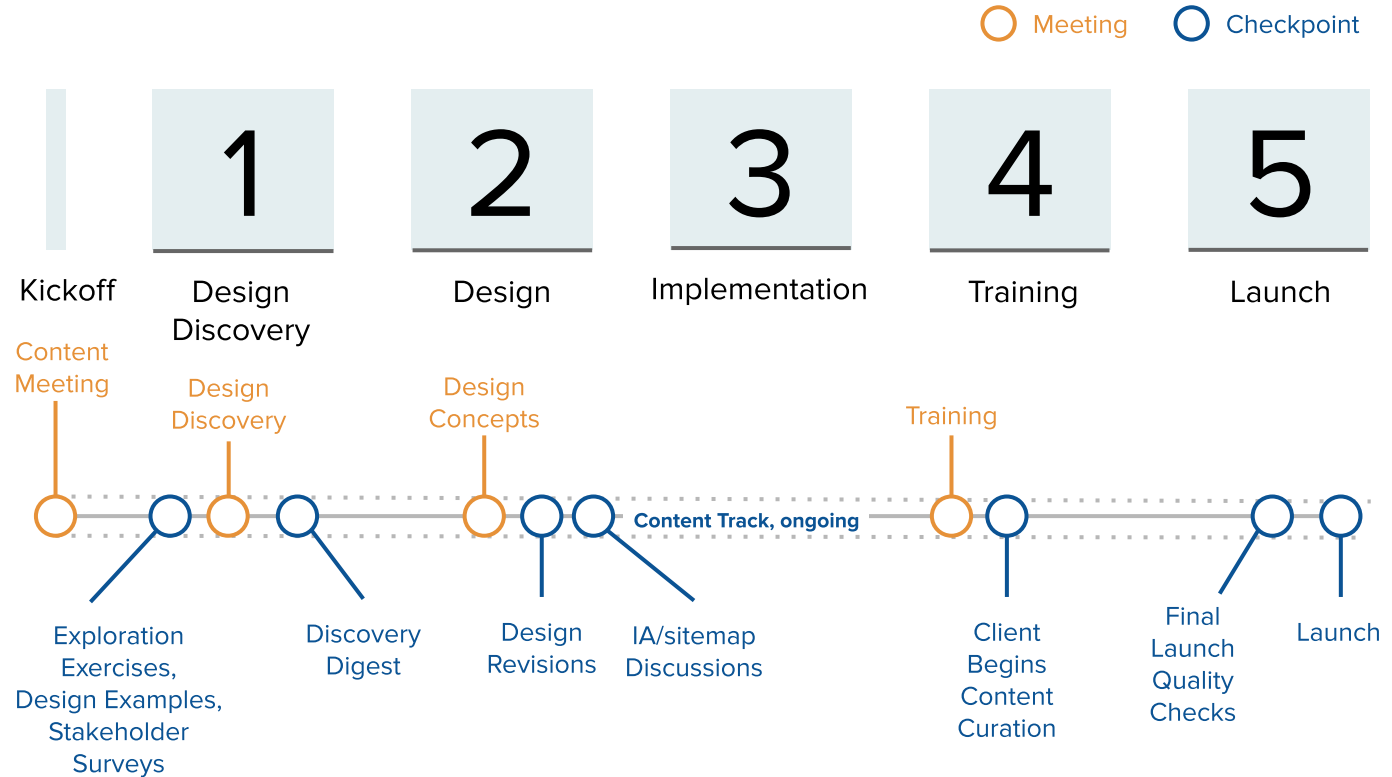 Meeting
Checkpoint
1
2
3
4
5
Kickoff
Design
Discovery
Design
Implementation
Training
Launch
Content
Meeting
Design
Discovery
Design
Concepts
Training
Content Track, ongoing
Exploration
Exercises,
Design Examples,
Stakeholder
Surveys
Discovery
Digest
Design
Revisions
IA/sitemap
Discussions
Client
Begins
Content
Curation
Final
Launch
Quality
Checks
Launch